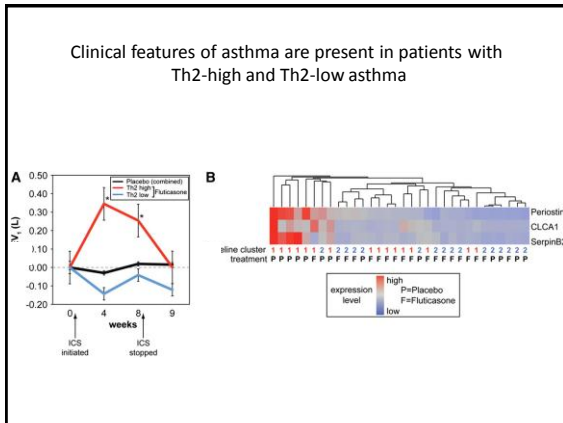 Clinical features of asthma are present in patients with
Th2-high and Th2-low asthma
A
Placebo (combined)
Th2 high
Th2 low
Fluticasone
0.50
0.40
0.30
0.20
0.00
-0.10
-0.20
0 4 8 9
weeks
ICS
initiated
ICS
stopped
B
Periostin
CLCA1
SerpinB2
eline cluster
treatment
expression
level
high
P=Placebo
F=Fluticasone
low